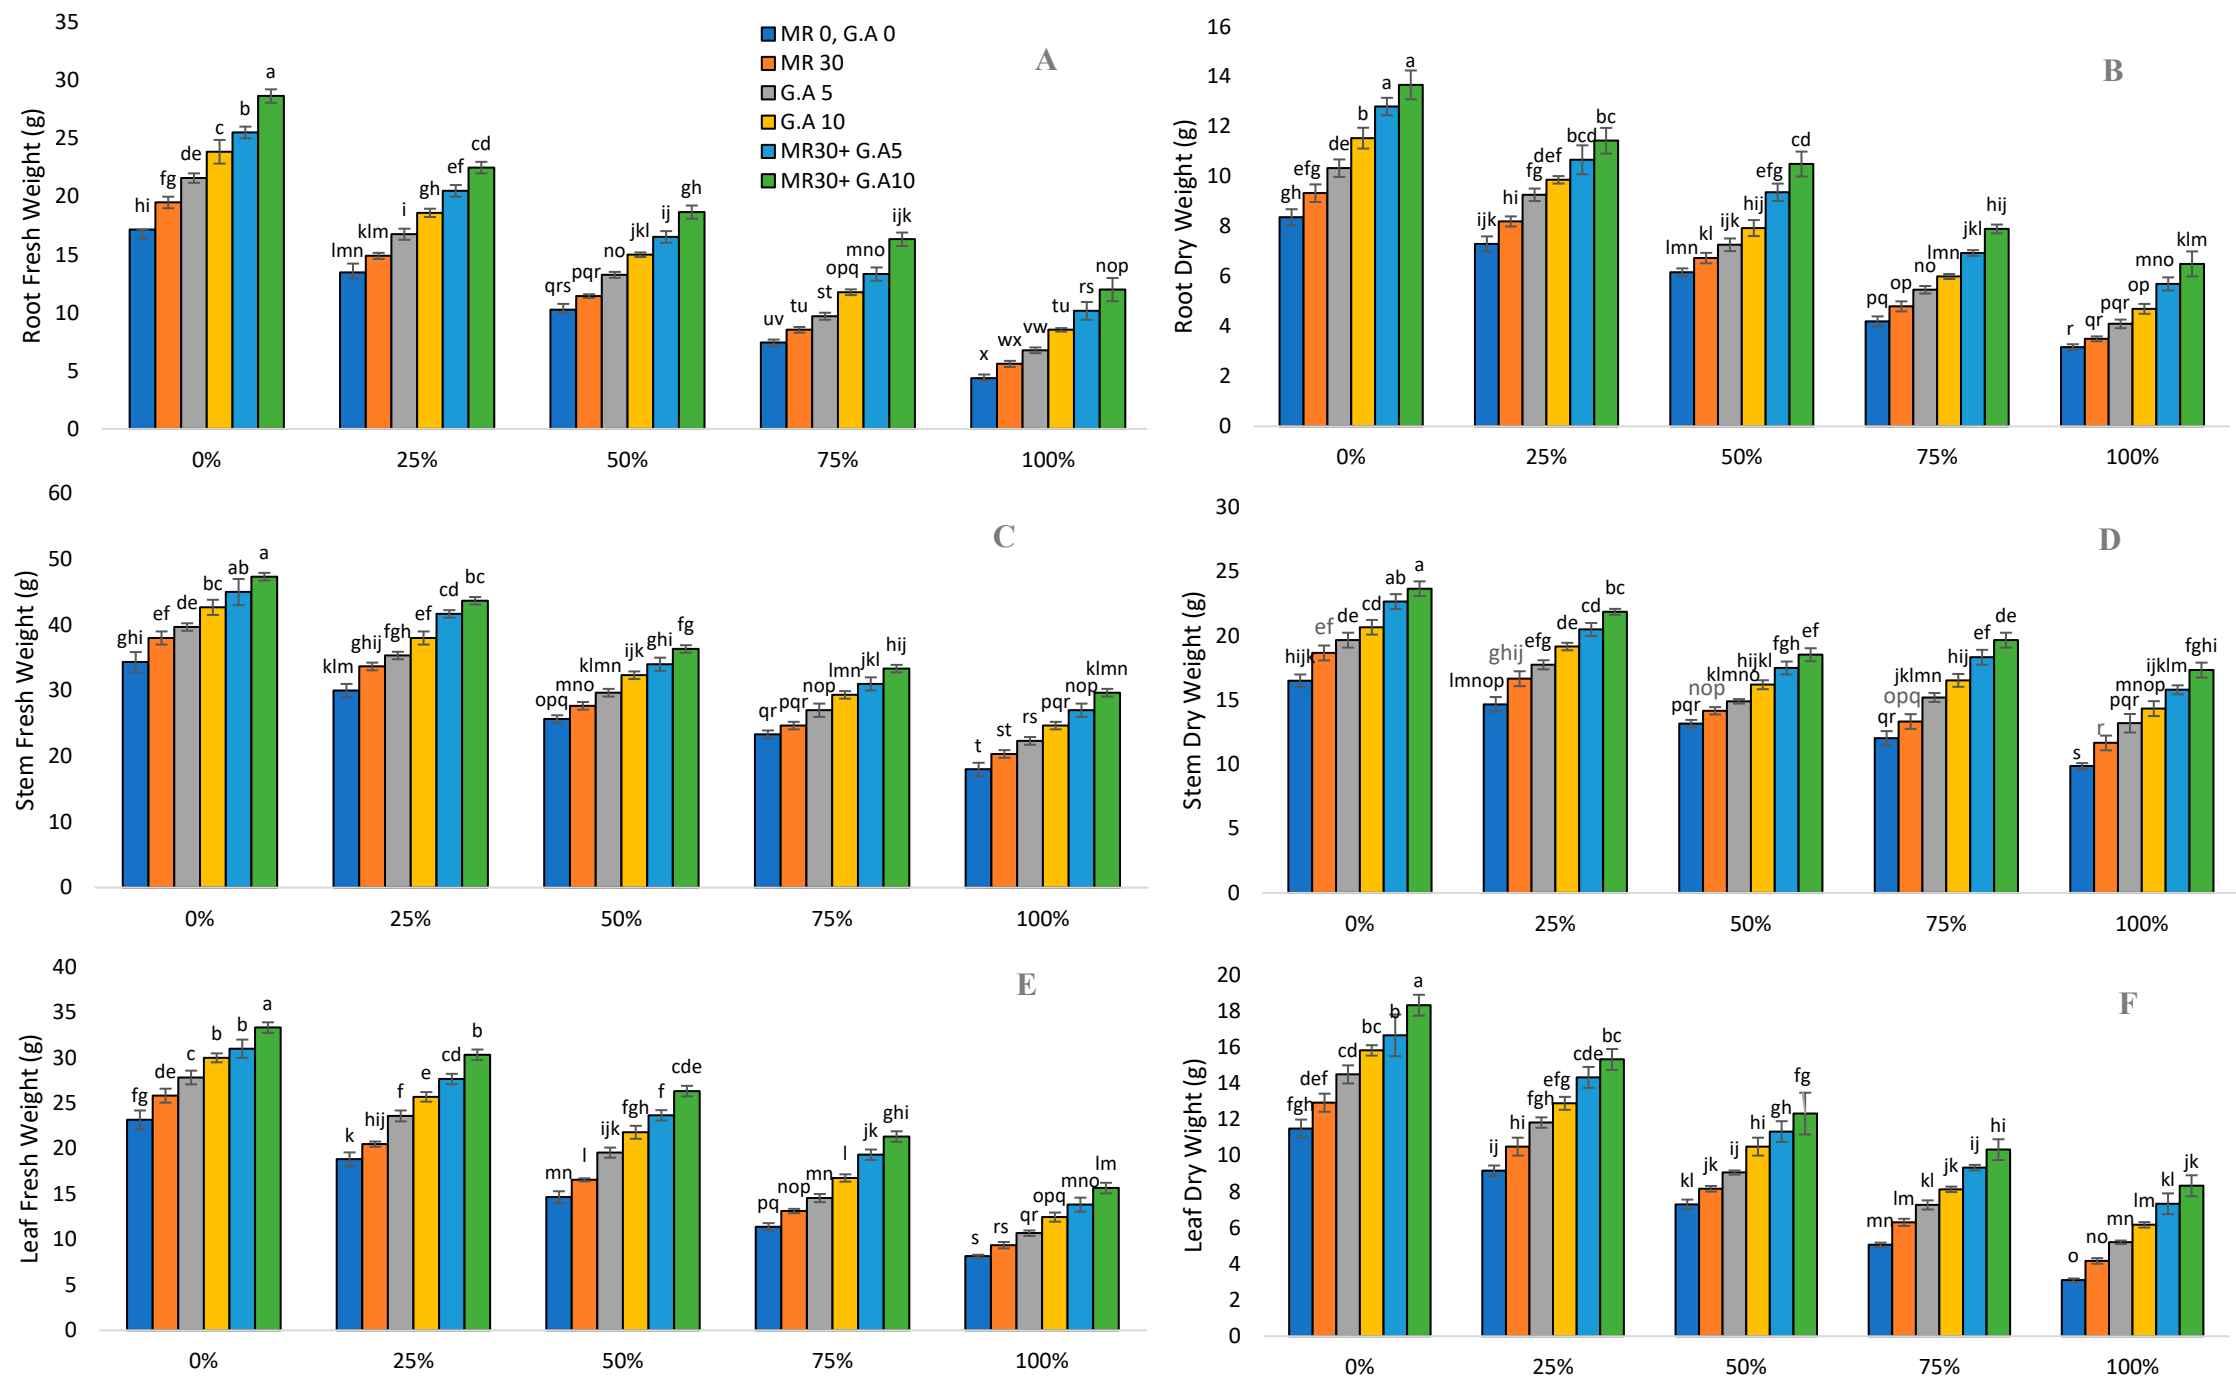 MR 0, G.A 0
MR 30
G.A 5
G.A 10
MR30+ G.A5
MR30+ G.A10
A
Root Fresh Weight (g)
35
30
25
20
15
10
5
0
hi fg de c b a
lmn klm i gh ef cd
qrs pqr no jkl ij gh
uv tu st opq mno ijk
x wx vw tu rs nop
0% 25% 50% 75% 100%
B
Root Dry Weight (g)
16
14
12
10
8
6
4
2
0
gh efg de b a a
ijk hi fg def bcd bc
lmn kl ijk hij efg cd
pq op no lmn jkl hij
r qr pqr op mno klm
0% 25% 50% 75% 100%
C
Stem Fresh Weight (g)
60
50
40
30
20
10
0
ghi ef de bc ab a
klm ghij fgh ef cd bc
opq mno klmn ijk ghi fg
qr pqr nop lmn jkl hij
t st rs pqr nop klmn
0% 25% 50% 75% 100%
D
Stem Dry Weight (g)
30
25
20
15
10
5
0
hijk ef de cd ab a
lmnop ghij efg de cd bc
pqr nop klmno hijkl fgh ef
qr opq jklmn hij ef de
s r pqr mnop ijklm fghi
0% 25% 50% 75% 100%
E
Leaf Fresh Weight (g)
40
35
30
25
20
15
10
5
0
fg de c b b a
k hij f e cd b
mn l ijk fgh f cde
pq nop mn l jk ghi
s rs qr opq mno lm
0% 25% 50% 75% 100%
F
Leaf Dry Wight (g)
20
18
16
14
12
10
8
6
4
2
0
fgh def cd bc b a
ij hi fgh efg cde bc
kl jk ij hi gh fg
mn lm kl jk ij hi
o no mn lm kl jk
0% 25% 50% 75% 100%